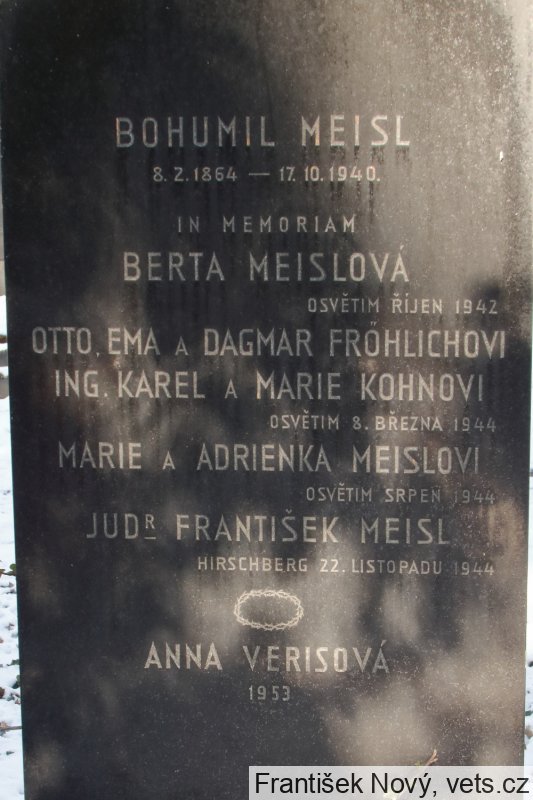 BOHUMIL MEISL
8.2.1864 — 17.10.1940.
IN MEMORIAM
BERTA MEISLOVÁ
OSVĚTIM ŘÍJEN 1942
OTTO, EMA A DAGMAR FRŐHLICHOVI
ING. KAREL A MARIE KOHNOVI
OSVĚTIM 8. BŘEZNA 1944
MARIE A ADRIENKA MEISLOVI
OSVĚTIM SRPEN 1944
JUDR FRANTIŠEK MEISL
HIRSCHBERG 22. LISTOPADU 1944
ANNA VERISOVÁ
1953
František Nový, vets.cz